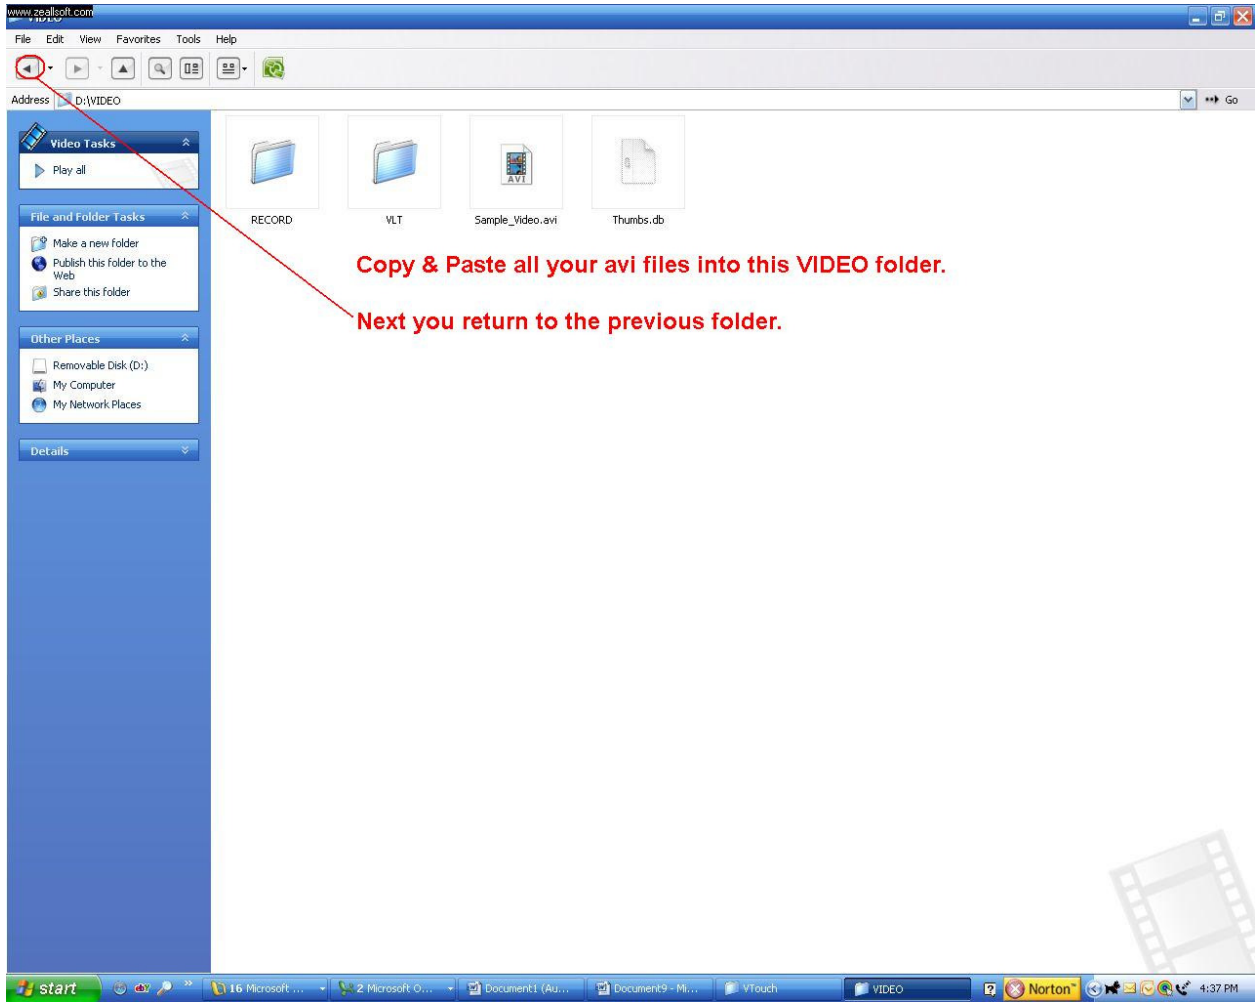 www.zeallsoft.com
VIDEO
File Edit View Favorites Tools Help
Address D:\VIDEO Go
Video Tasks
Play all
File and Folder Tasks
Make a new folder
Publish this folder to the
Web
Share this folder
Other Places
Removable Disk (D:)
My Computer
My Network Places
Details
AVI
RECORD VLT Sample_Video.avi Thumbs.db
Copy & Paste all your avi files into this VIDEO folder.
Next you return to the previous folder.
start 16 Microsoft ... 2 Microsoft O... Document1 (Au... Document9 - Mi... VTouch VIDEO Norton™ 4:37 PM